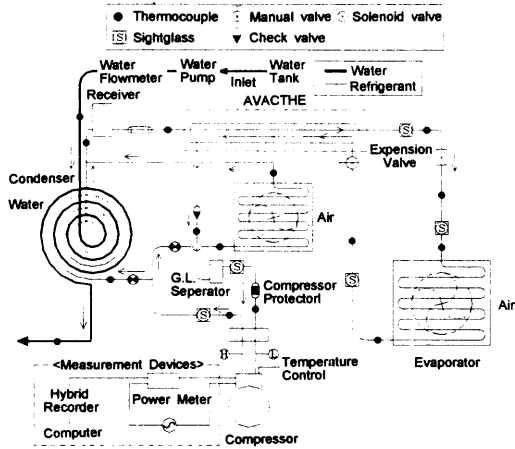 Thermocouple
Manual valve
Solenoid valve
S Sightglass
Check valve
Water Flowmeter
Water Pump
Inlet
Water Tank
Water
Refrigerant
Receiver
AVACTHE
S
Expension Valve
Condenser
Water
Air
S
G.L. Seperator
S
Compressor Protectorl
S
S
Air
H
L
Temperature Control
Evaporator
<Measurement Devices>
Hybrid Recorder
Power Meter
Computer
Compressor